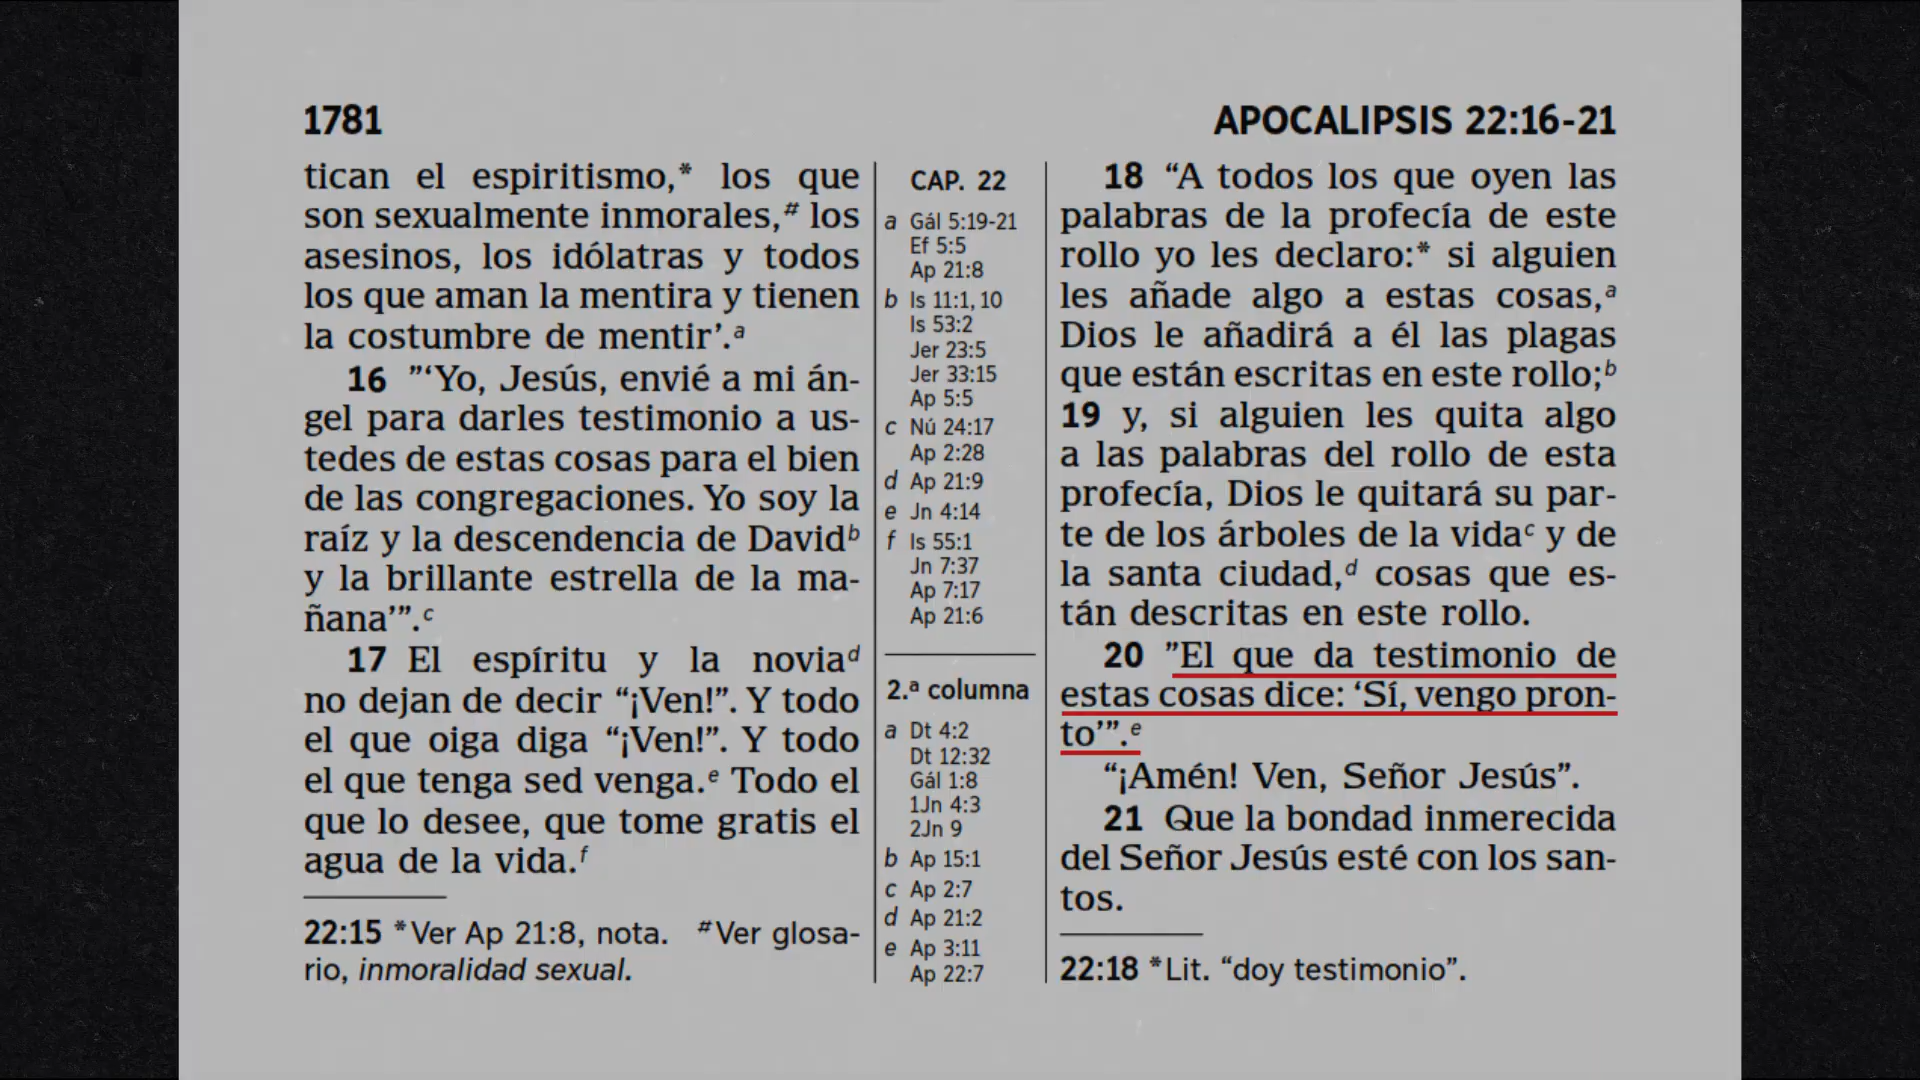 1781
APOCALIPSIS 22:16-21
tican el espiritismo,* los que
son sexualmente inmorales,# los
asesinos, los idólatras y todos
los que aman la mentira y tienen
la costumbre de mentir’.a
16 ”‘Yo, Jesús, envié a mi án-
gel para darles testimonio a us-
tedes de estas cosas para el bien
de las congregaciones. Yo soy la
raíz y la descendencia de Davidb
y la brillante estrella de la ma-
ñana’”.c
17 El espíritu y la noviad
no dejan de decir “¡Ven!”. Y todo
el que oiga diga “¡Ven!”. Y todo
el que tenga sed venga.e Todo el
que lo desee, que tome gratis el
agua de la vida.f
22:15 *Ver Ap 21:8, nota. #Ver glosa-
rio, inmoralidad sexual.
CAP. 22
a Gál 5:19-21
Ef 5:5
Ap 21:8
b Is 11:1, 10
Is 53:2
Jer 23:5
Jer 33:15
Ap 5:5
c Nú 24:17
Ap 2:28
d Ap 21:9
e Jn 4:14
f Is 55:1
Jn 7:37
Ap 7:17
Ap 21:6
2.ª columna
a Dt 4:2
Dt 12:32
Gál 1:8
1Jn 4:3
2Jn 9
b Ap 15:1
c Ap 2:7
d Ap 21:2
e Ap 3:11
Ap 22:7
18 “A todos los que oyen las
palabras de la profecía de este
rollo yo les declaro:* si alguien
les añade algo a estas cosas,a
Dios le añadirá a él las plagas
que están escritas en este rollo;b
19 y, si alguien les quita algo
a las palabras del rollo de esta
profecía, Dios le quitará su par-
te de los árboles de la vidac y de
la santa ciudad,d cosas que es-
tán descritas en este rollo.
20 ”El que da testimonio de
estas cosas dice: ‘Sí, vengo pron-
to’”.e
“¡Amén! Ven, Señor Jesús”.
21 Que la bondad inmerecida
del Señor Jesús esté con los san-
tos.
22:18 *Lit. “doy testimonio”.